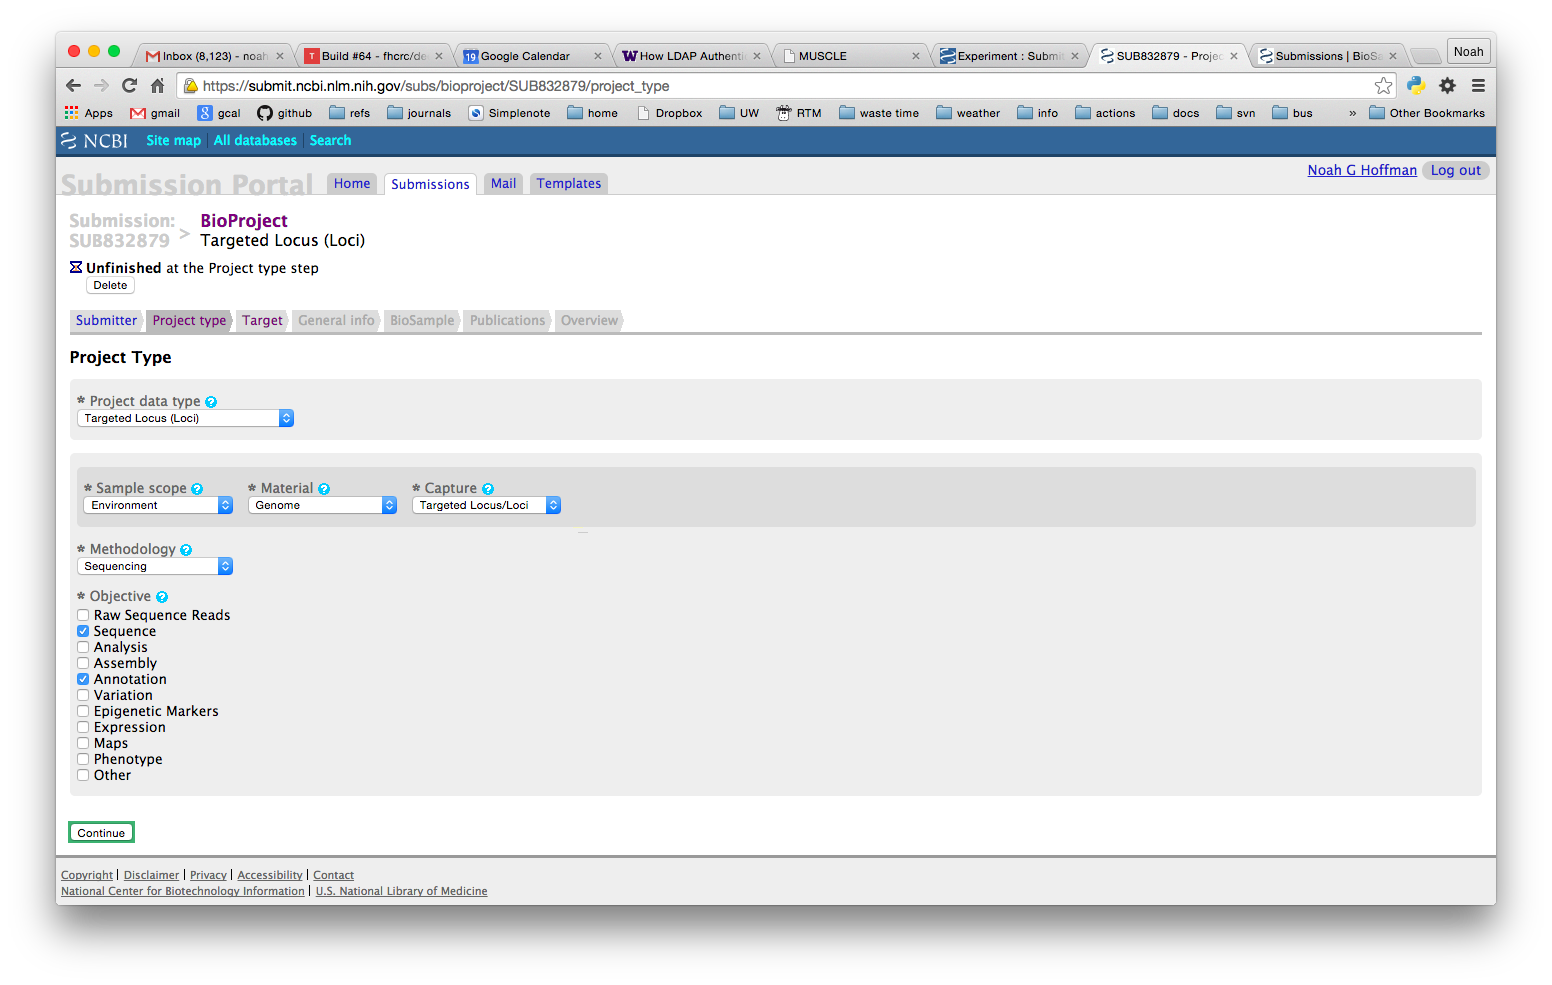 Inbox (8,123) - noah
Build #64 - fhcrc/de
Google Calendar
How LDAP Authenti
MUSCLE
Experiment : Submit
SUB832879 - Projec
Submissions | BioSa
Noah
https://submit.ncbi.nlm.nih.gov/subs/bioproject/SUB832879/project_type
Apps gmail gcal github refs journals Simplenote home Dropbox UW RTM waste time weather info actions docs svn bus » Other Bookmarks
NCBI Site map All databases Search
Submission Portal Home Submissions Mail Templates Noah G Hoffman Log out
Submission: SUB832879 >
BioProject
Targeted Locus (Loci)
Unfinished at the Project type step
Delete
Submitter Project type Target General info BioSample Publications Overview
Project Type
* Project data type ?
Targeted Locus (Loci)
* Sample scope ? * Material ? * Capture ?
Environment Genome Targeted Locus/Loci
* Methodology ?
Sequencing
* Objective ?
Raw Sequence Reads
Sequence
Analysis
Assembly
Annotation
Variation
Epigenetic Markers
Expression
Maps
Phenotype
Other
Continue
Copyright | Disclaimer | Privacy | Accessibility | Contact
National Center for Biotechnology Information | U.S. National Library of Medicine